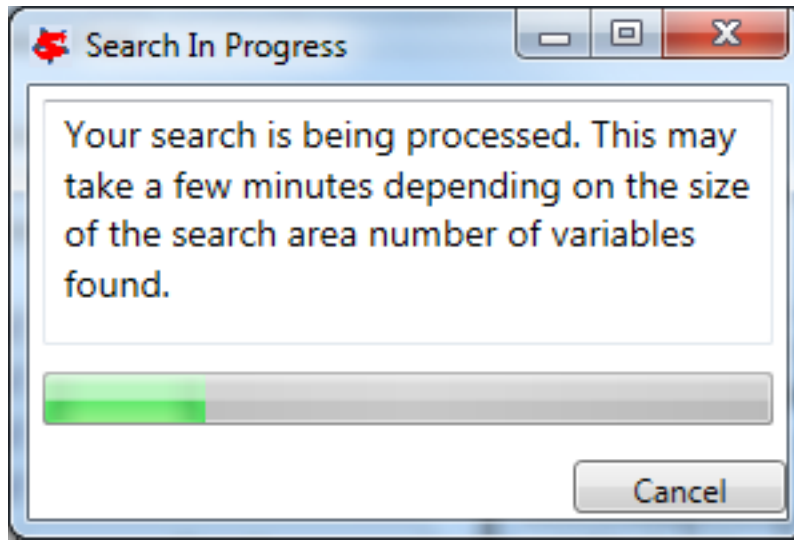 Search In Progress
Your search is being processed. This may
take a few minutes depending on the size
of the search area number of variables
found.
Cancel